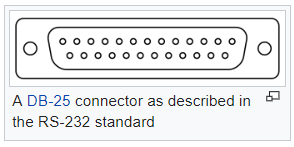 A DB-25 connector as described in
the RS-232 standard